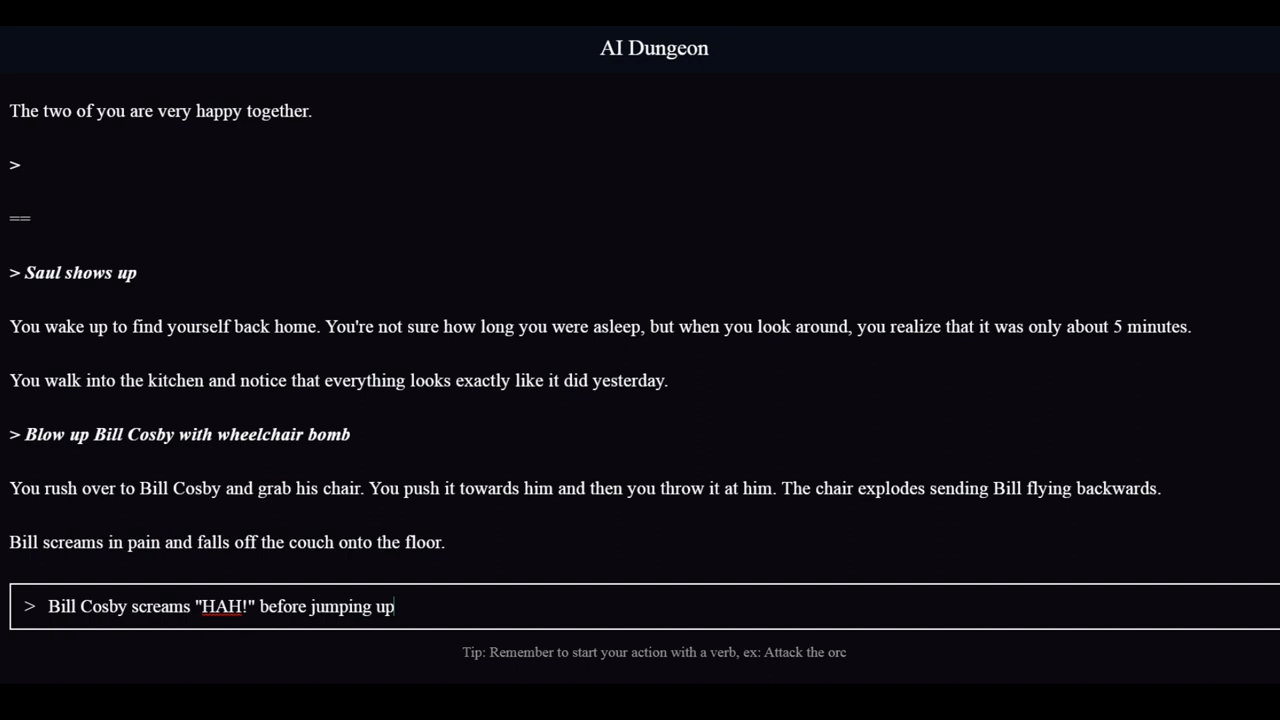 AI Dungeon
The two of you are very happy together.
>
==
> Saul shows up
You wake up to find yourself back home. You're not sure how long you were asleep, but when you look around, you realize that it was only about 5 minutes.
You walk into the kitchen and notice that everything looks exactly like it did yesterday.
> Blow up Bill Cosby with wheelchair bomb
You rush over to Bill Cosby and grab his chair. You push it towards him and then you throw it at him. The chair explodes sending Bill flying backwards.
Bill screams in pain and falls off the couch onto the floor.
> Bill Cosby screams "HAH!" before jumping up
Tip: Remember to start your action with a verb, ex: Attack the orc